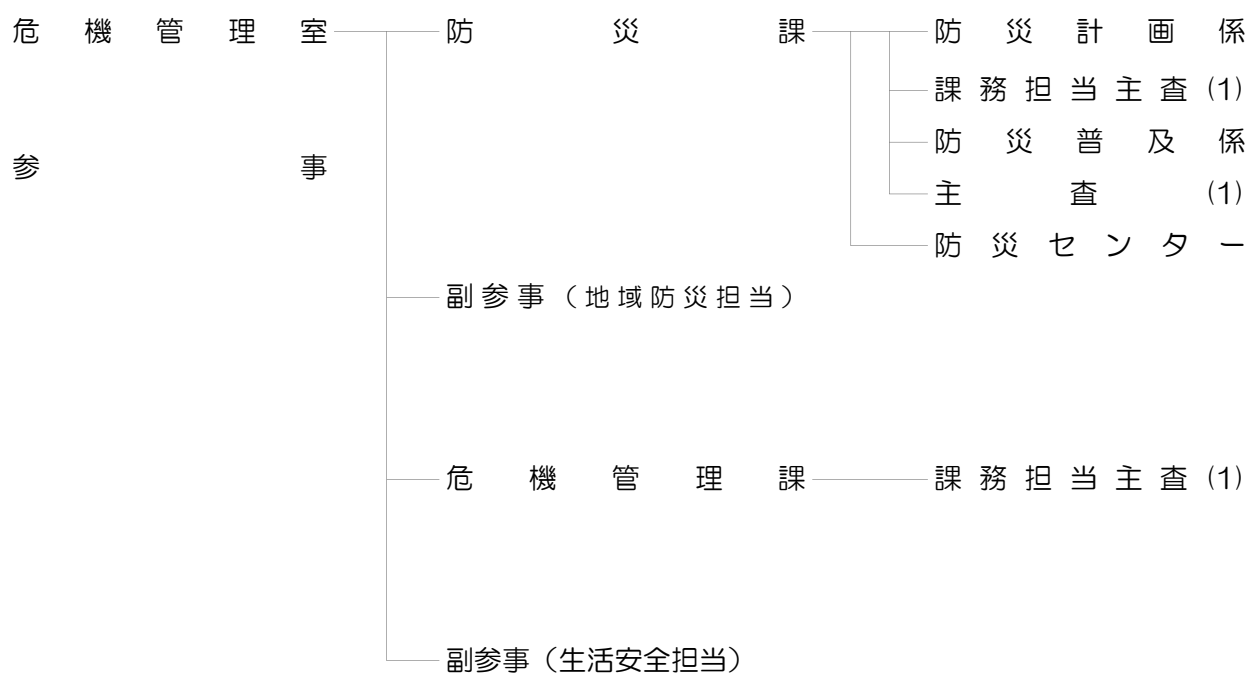 危機管理室 防災課 防災計画係
課務担当主査(1)
防災普及係
参事
主査(1)
防災センター
副参事（地域防災担当）
危機管理課 課務担当主査(1)
副参事（生活安全担当）